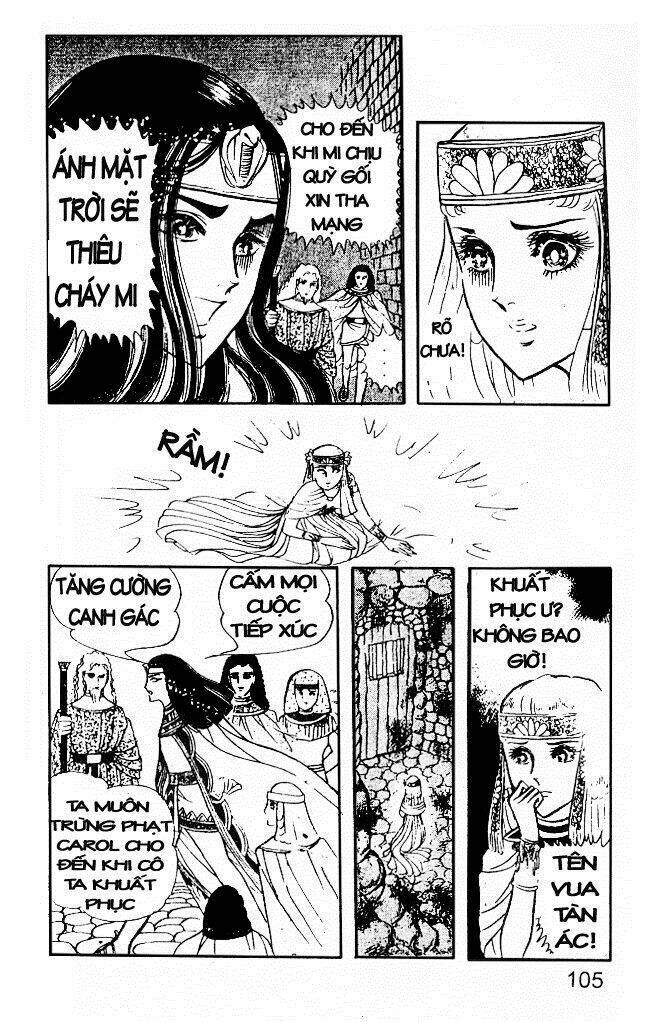 ÁNH MẶT
TRỜI SẼ
THIÊU
CHÁY MI
CHO ĐẾN
KHI MI CHỊU
QUỲ GỐI
XIN THA
MẠNG
RÕ
CHƯA!
RẦM!
TĂNG CƯỜNG
CANH GÁC
CẤM MỌI
CUỘC
TIẾP XÚC
TA MUÔN
TRỪNG PHẠT
CAROL CHO
ĐẾN KHI CÔ
TA KHUẤT
PHỤC
KHUẤT
PHỤC Ư?
KHÔNG BAO
GIỜ!
TÊN
VUA
TÀN
ÁC!
105